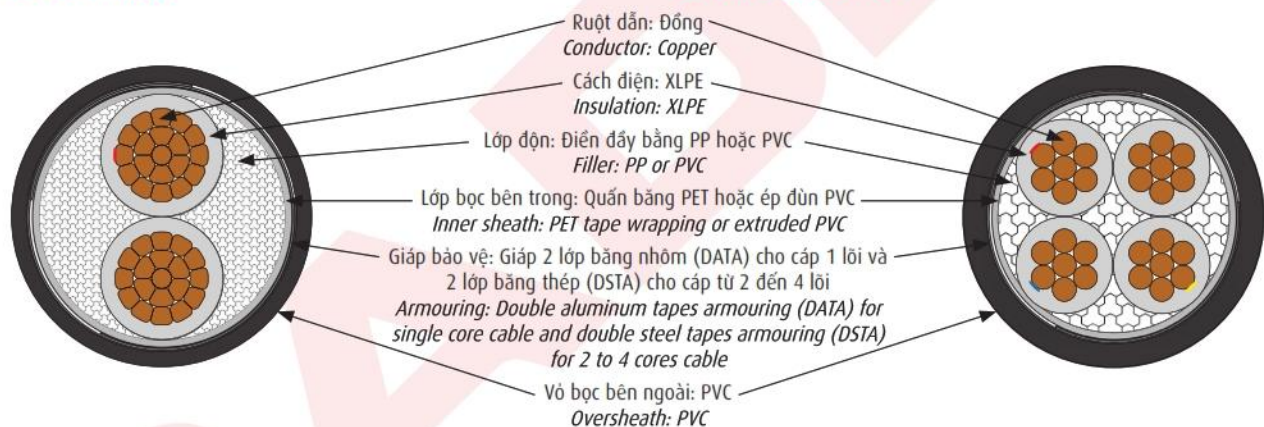 Ruột dẫn: Đồng
Conductor: Copper
Cách điện: XLPE
Insulation: XLPE
Lớp độn: Điền đầy bằng PP hoặc PVC
Filler: PP or PVC
Lớp bọc bên trong: Quấn băng PET hoặc ép đùn PVC
Inner sheath: PET tape wrapping or extruded PVC
Giáp bảo vệ: Giáp 2 lớp băng nhôm (DATA) cho cáp 1 lõi và
2 lớp băng thép (DSTA) cho cáp từ 2 đến 4 lõi
Armouring: Double aluminum tapes armouring (DATA) for
single core cable and double steel tapes armouring (DSTA)
for 2 to 4 cores cable
Vỏ bọc bên ngoài: PVC
Oversheath: PVC